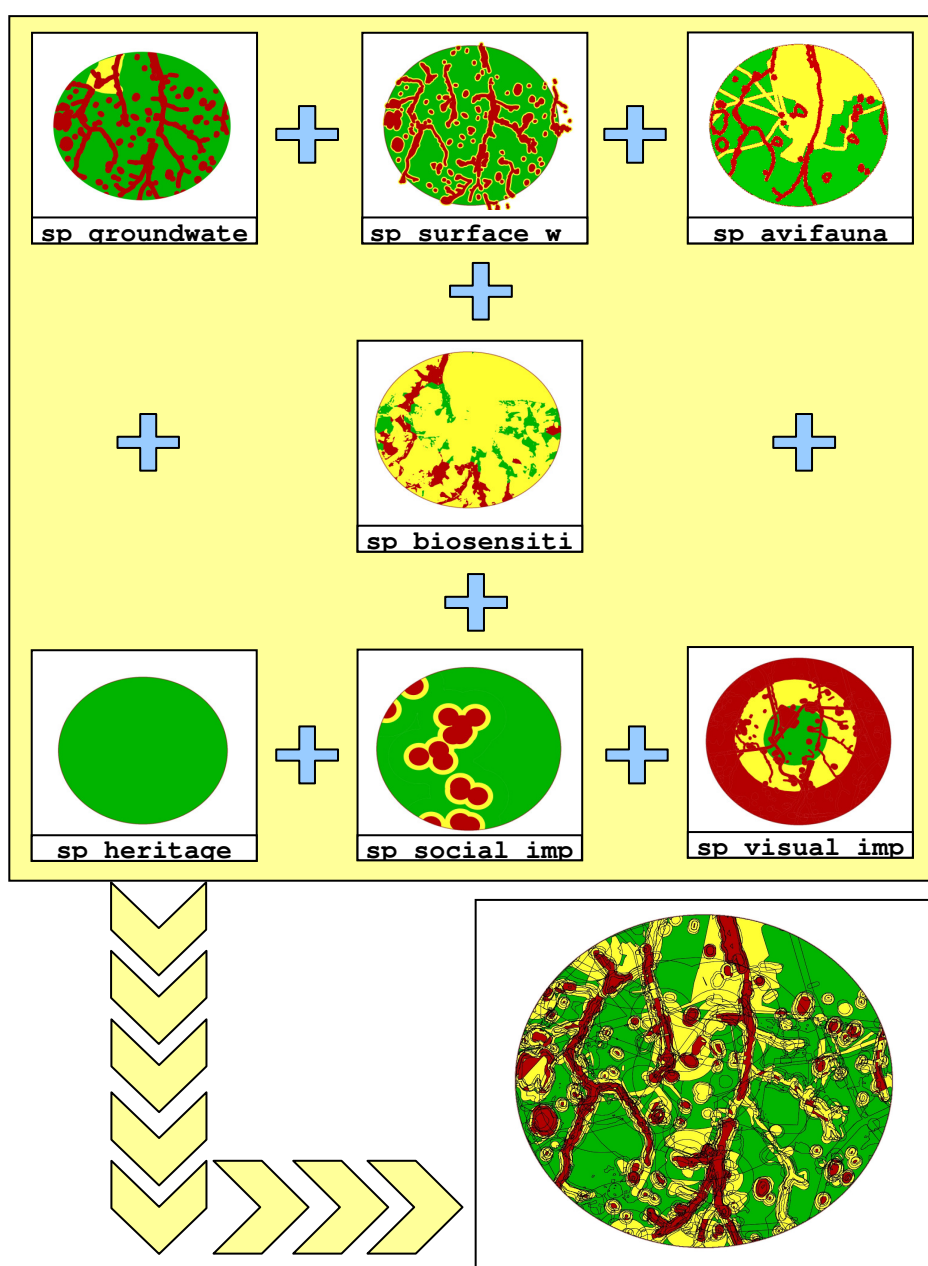 sp groundwate
sp surface w
sp avifauna
sp biosensiti
sp heritage
sp social imp
sp visual imp